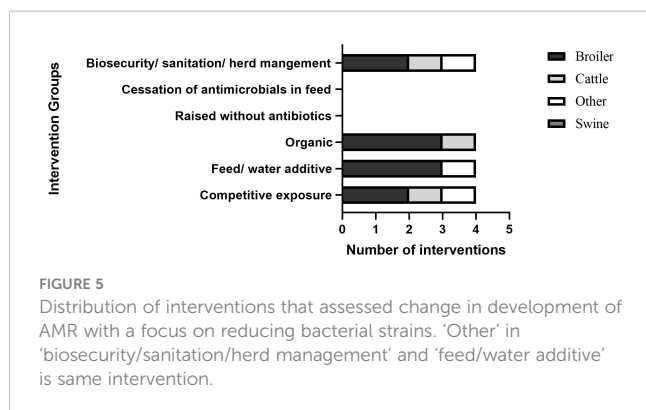 Intervention Groups
Biosecurity/ sanitation/ herd mangement
Cessation of antimicrobials in feed
Raised without antibiotics
Organic
Feed/ water additive
Competitive exposure
0 1 2 3 4 5
Number of interventions
Broiler
Cattle
Other
Swine
FIGURE 5
Distribution of interventions that assessed change in development of
AMR with a focus on reducing bacterial strains. ‘Other’ in
‘biosecurity/sanitation/herd management’ and ‘feed/water additive’
is same intervention.